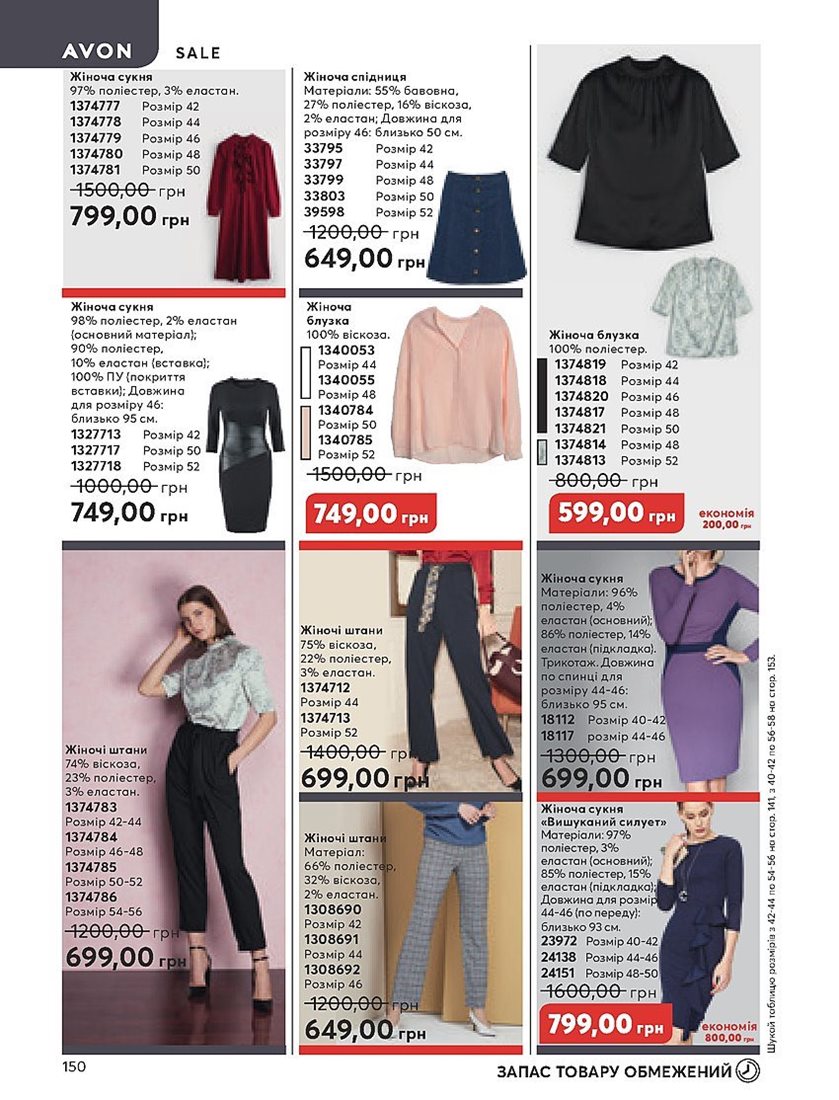 AVON
SALE
Жіноча сукня
97% поліестер, 3% еластан.
1374777 Розмір 42
1374778 Розмір 44
1374779 Розмір 46
1374780 Розмір 48
1374781 Розмір 50
1500,00 грн
799,00 грн
Жіноча сукня
98% поліестер, 2% еластан
(основний матеріал);
90% поліестер,
10% еластан (вставка);
100% ПУ (покриття
вставки); Довжина
для розміру 46:
близько 95 см.
1327713 Розмір 42
1327717 Розмір 50
1327718 Розмір 52
1000,00 грн
749,00 грн
Жіночі штани
74% віскоза,
23% поліестер,
3% еластан.
1374783
Розмір 42-44
1374784
Розмір 46-48
1374785
Розмір 50-52
1374786
Розмір 54-56
1200,00 грн
699,00 грн
Жіноча спідниця
Матеріали: 55% бавовна,
27% поліестер, 16% віскоза,
2% еластан; Довжина для
розміру 46: близько 50 см.
33795 Розмір 42
33797 Розмір 44
33799 Розмір 48
33803 Розмір 50
39598 Розмір 52
1200,00 грн
649,00 грн
Жіноча
блузка
100% віскоза.
1340053
Розмір 44
1340055
Розмір 48
1340784
Розмір 50
1340785
Розмір 52
1500,00 грн
749,00 грн
Жіночі штани
75% віскоза,
22% поліестер,
3% еластан.
1374712
Розмір 44
1374713
Розмір 52
1400,00 грн
699,00 грн
Жіночі штани
Матеріал:
66% поліестер,
32% віскоза,
2% еластан.
1308690
Розмір 42
1308691
Розмір 44
1308692
Розмір 46
1200,00 грн
649,00 грн
Жіноча блузка
100% поліестер.
1374819 Розмір 42
1374818 Розмір 44
1374820 Розмір 46
1374817 Розмір 48
1374821 Розмір 50
1374814 Розмір 48
1374813 Розмір 52
800,00 грн
599,00 грн
економія
200,00 грн
Жіноча сукня
Матеріали: 96%
поліестер, 4%
еластан (основний);
86% поліестер, 14%
еластан (підкладка).
Трикотаж. Довжина
по спинці для
розміру 44-46:
близько 95 см.
18112 Розмір 40-42
18117 розмір 44-46
1300,00 грн
699,00 грн
Жіноча сукня
«Вишуканий силует»
Матеріали: 97%
поліестер, 3%
еластан (основний);
85% поліестер, 15%
еластан (підкладка);
Довжина для розмір
44-46 (по переду):
близько 93 см.
23972 Розмір 40-42
24138 Розмір 44-46
24151 Розмір 48-50
1600,00 грн
799,00 грн
економія
800,00 грн
Шукай таблицю розмірів з 42-44 по 54-56 на стор. 141, з 40-42 по 56-58 на стор. 153.
150
ЗАПАС ТОВАРУ ОБМЕЖЕНИЙ